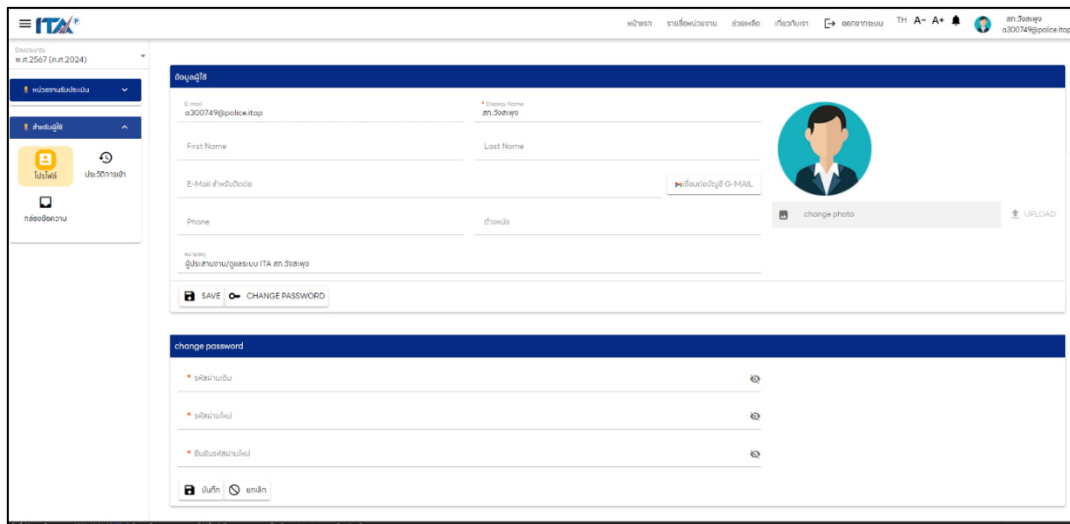 ITA P
หน้าแรก รายชื่อหน่วยงาน ช่วยเหลือ เกี่ยวกับเรา ออกจากระบบ TH A- A+ สภ.วังสะพุง
a300749@police.itap
ปีงบประมาณ
พ.ศ.2567 (ค.ศ.2024)
หน่วยงานรับประเมิน
สำหรับผู้ใช้
โปรไฟล์ ประวัติการเข้า
กล่องข้อความ
ข้อมูลผู้ใช้
E-mail * Display Name
a300749@police.itap สภ.วังสะพุง
First Name Last Name
E-Mail สำหรับติดต่อ เชื่อมต่อบัญชี G-MAIL
Phone ตำแหน่ง
change photo UPLOAD
หมายเหตุ
ผู้ประสานงาน/ดูแลระบบ ITA สภ.วังสะพุง
SAVE CHANGE PASSWORD
change password
* รหัสผ่านเดิม
* รหัสผ่านใหม่
* ยืนยันรหัสผ่านใหม่
บันทึก ยกเลิก